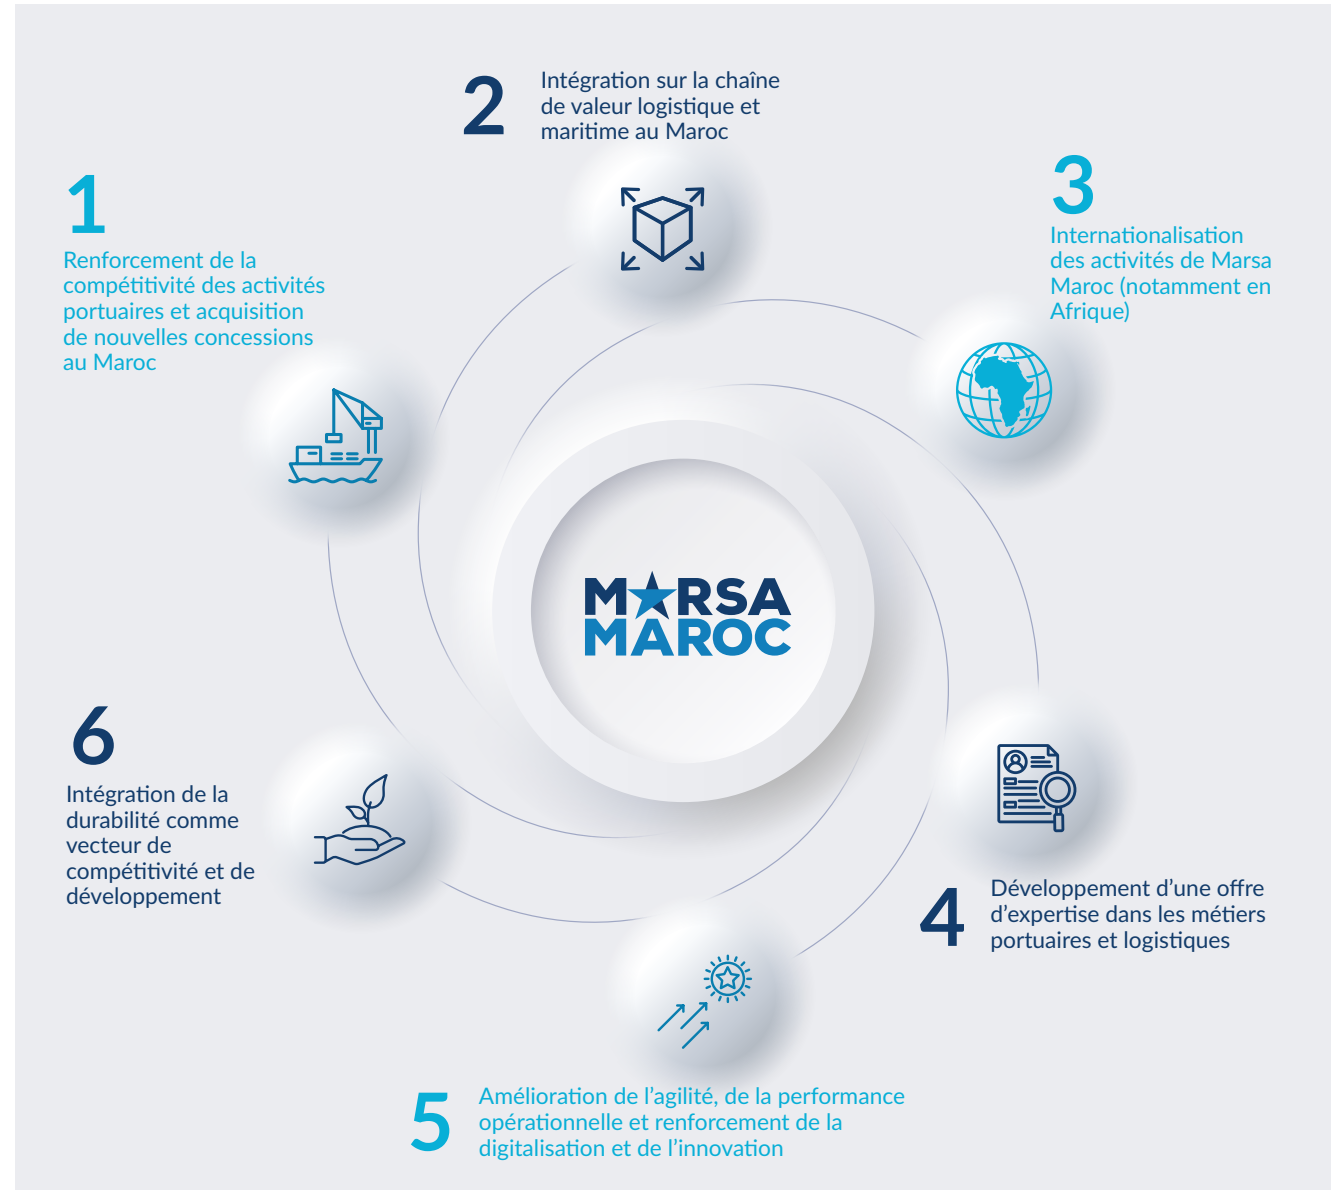 1
Renforcement de la
compétitivité des activités
portuaires et acquisition
de nouvelles concessions
au Maroc
2
Intégration sur la chaîne
de valeur logistique et
maritime au Maroc
3
Internationalisation
des activités de Marsa
Maroc (notamment en
Afrique)
MARSA
MAROC
4
Développement d’une offre
d’expertise dans les métiers
portuaires et logistiques
5
Amélioration de l’agilité, de la performance
opérationnelle et renforcement de la
digitalisation et de l’innovation
6
Intégration de la
durabilité comme
vecteur de
compétitivité et de
développement